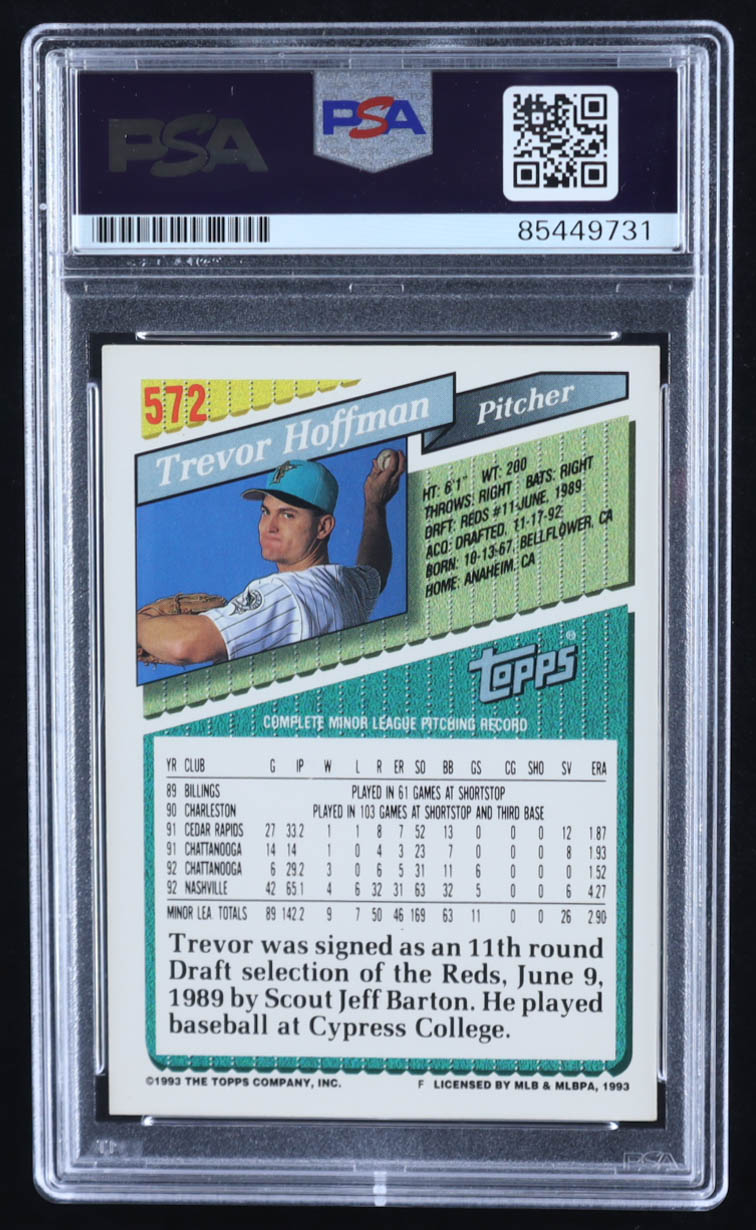 PSA
PSA
85449731
572
Trevor Hoffman
Pitcher
HT: 6'1" WT: 200
THROWS: RIGHT BATS: RIGHT
DRFT: REDS #11-JUNE, 1989
ACQ: DRAFTED, 11-17-92
BORN: 10-13-67, BELLFLOWER, CA
HOME: ANAHEIM, CA
TOPPS®
COMPLETE MINOR LEAGUE PITCHING RECORD
YR CLUB G IP W L R ER SO BB GS CG SHO SV ERA
89 BILLINGS PLAYED IN 61 GAMES AT SHORTSTOP
90 CHARLESTON PLAYED IN 103 GAMES AT SHORTSTOP AND THIRD BASE
91 CEDAR RAPIDS 27 33.2 1 1 8 7 52 13 0 0 0 12 1.87
91 CHATTANOOGA 14 14 1 0 4 3 23 7 0 0 0 8 1.93
92 CHATTANOOGA 6 29.2 3 0 6 5 31 11 6 0 0 0 1.52
92 NASHVILLE 42 65.1 4 6 32 31 63 32 5 0 0 6 4.27
MINOR LEA. TOTALS 89 142.2 9 7 50 46 169 63 11 0 0 26 2.90
Trevor was signed as an 11th round
Draft selection of the Reds, June 9,
1989 by Scout Jeff Barton. He played
baseball at Cypress College.
©1993 THE TOPPS COMPANY, INC.
F LICENSED BY MLB & MLBPA, 1993
PSA